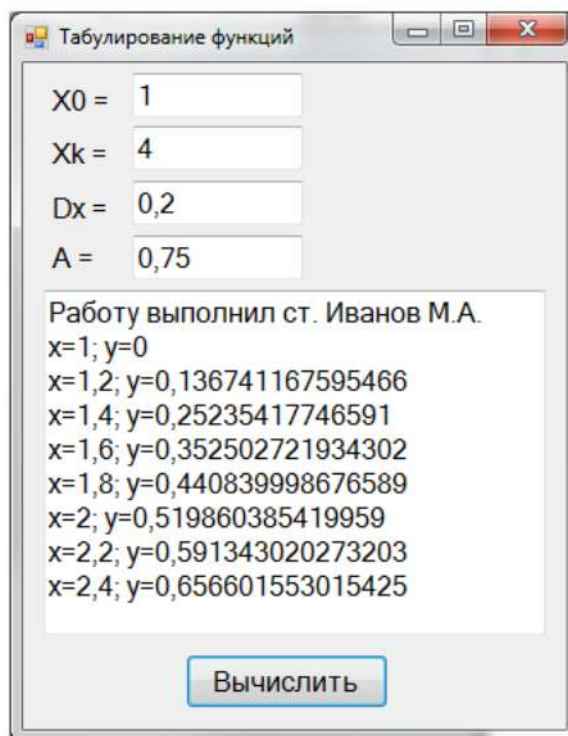 Табулирование функций
X0 = 1
Xk = 4
Dx = 0,2
A = 0,75
Работу выполнил ст. Иванов М.А.
x=1; y=0
x=1,2; y=0,136741167595466
x=1,4; y=0,25235417746591
x=1,6; y=0,352502721934302
x=1,8; y=0,440839998676589
x=2; y=0,519860385419959
x=2,2; y=0,591343020273203
x=2,4; y=0,656601553015425
Вычислить